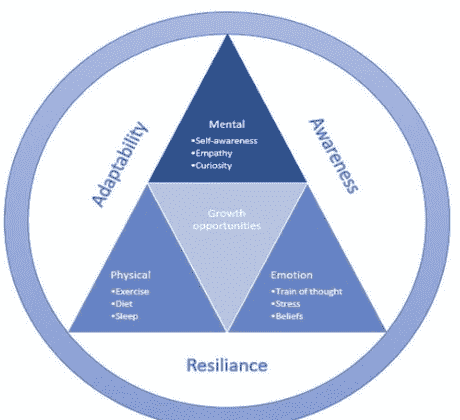 Adaptability
Awareness
Mental
•Self-awareness
•Empathy
•Curiosity
Growth
opportunities
Physical
•Exercise
•Diet
•Sleep
Emotion
•Train of thought
•Stress
•Beliefs
Resiliance